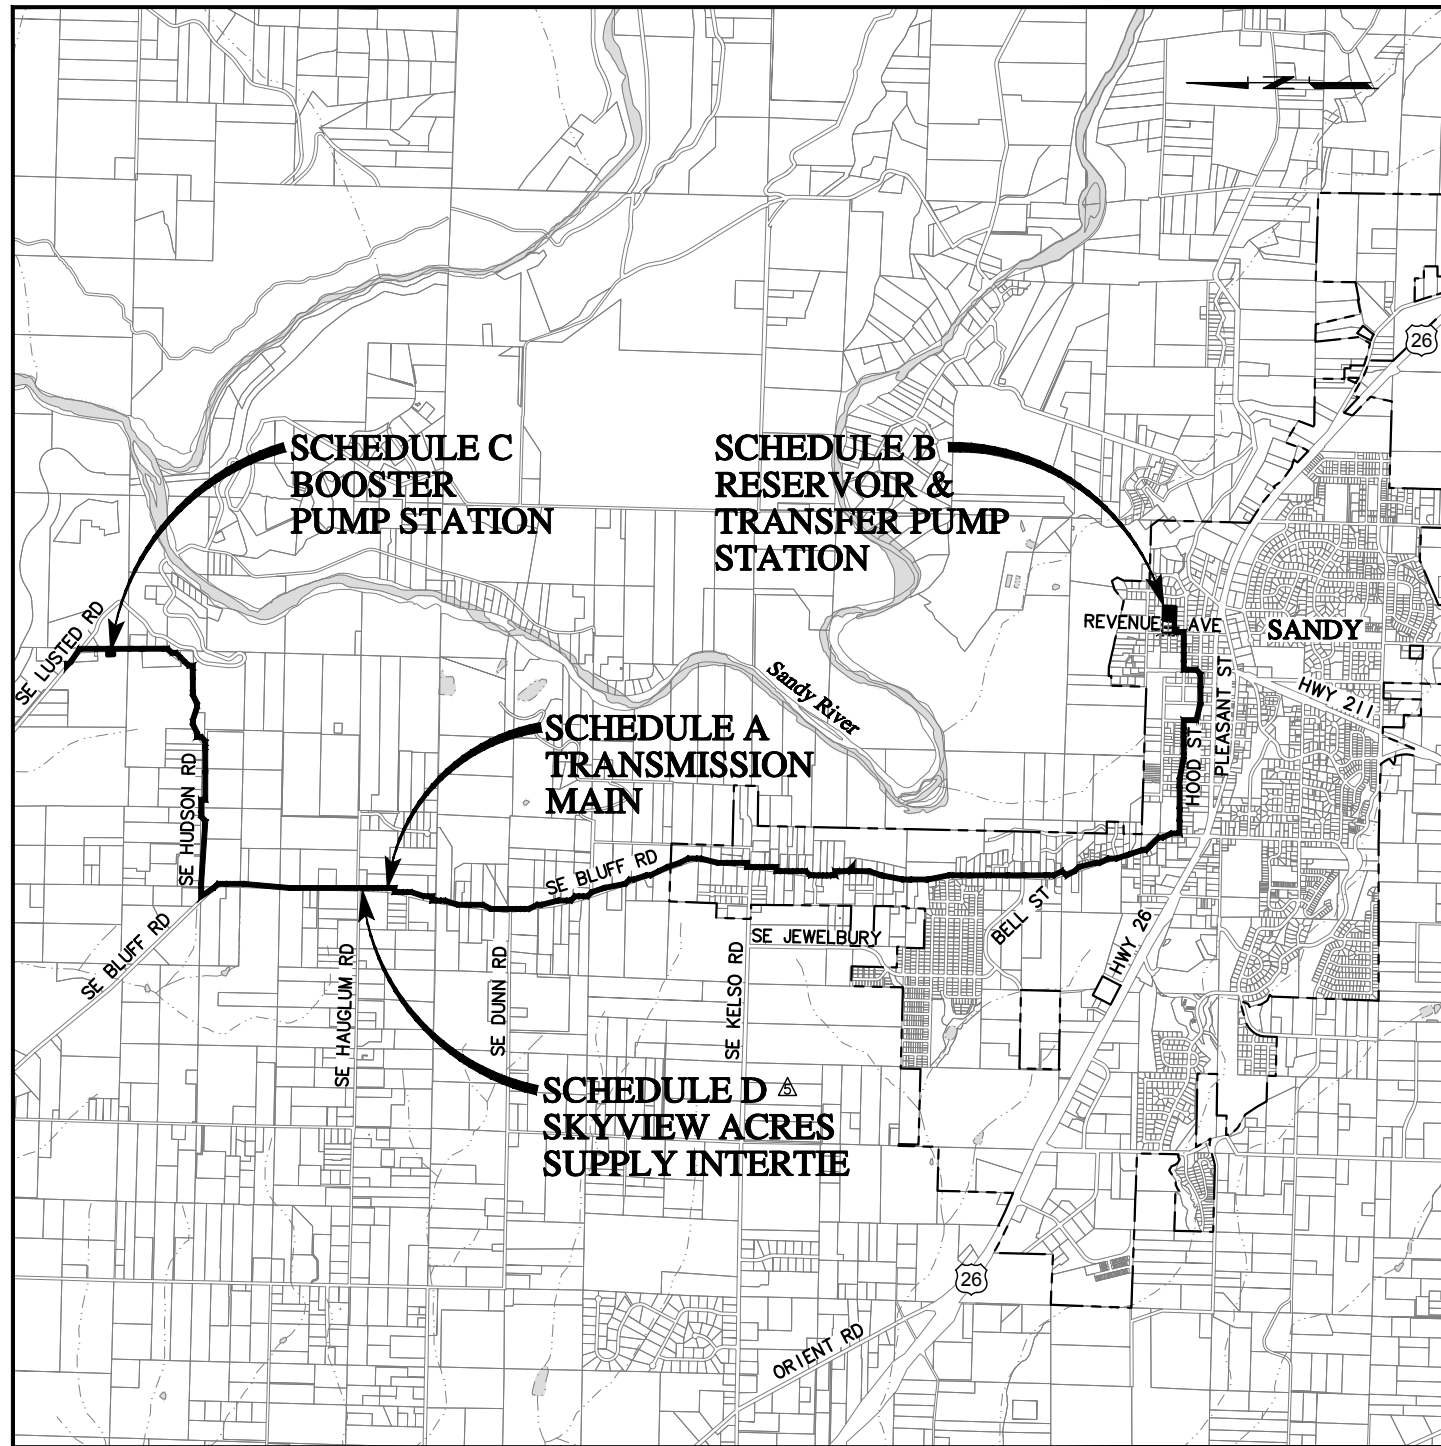 N
26
SCHEDULE C
BOOSTER
PUMP STATION
SCHEDULE B
RESERVOIR &
TRANSFER PUMP
STATION
REVENUE AVE
SANDY
SE LUSTED RD
HWY 211
PLEASANT ST
HOOD ST
Sandy River
SCHEDULE A
TRANSMISSION
MAIN
SE HUDSON RD
SE BLUFF RD
SE BLUFF RD
BELL ST
SE JEWELBURY
HWY 26
SE HAUGLUM RD
SE DUNN RD
SE KELSO RD
SCHEDULE D 5
SKYVIEW ACRES
SUPPLY INTERTIE
26
ORIENT RD